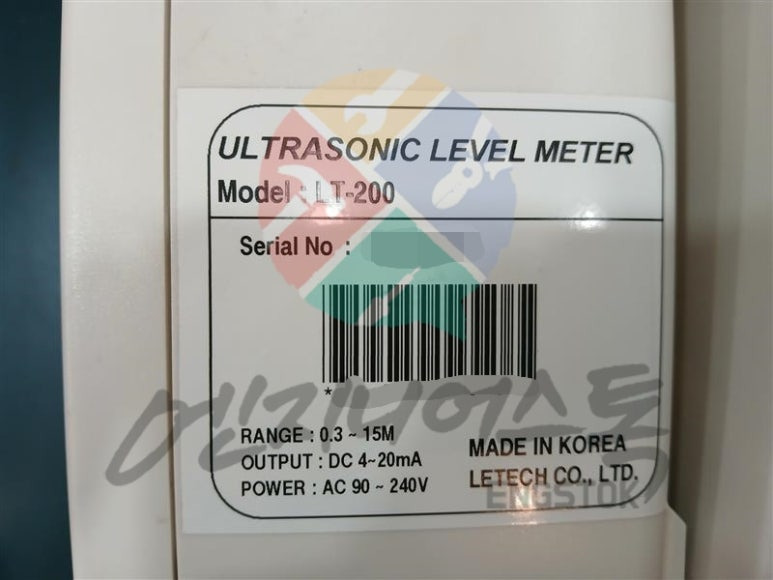 ULTRASONIC LEVEL METER
Model : LT-200
Serial No :
*
RANGE : 0.3 ~ 15M
OUTPUT : DC 4~20mA
POWER : AC 90 ~ 240V
MADE IN KOREA
LETECH CO., LTD.
엔지니어스톡
ENGSTOK